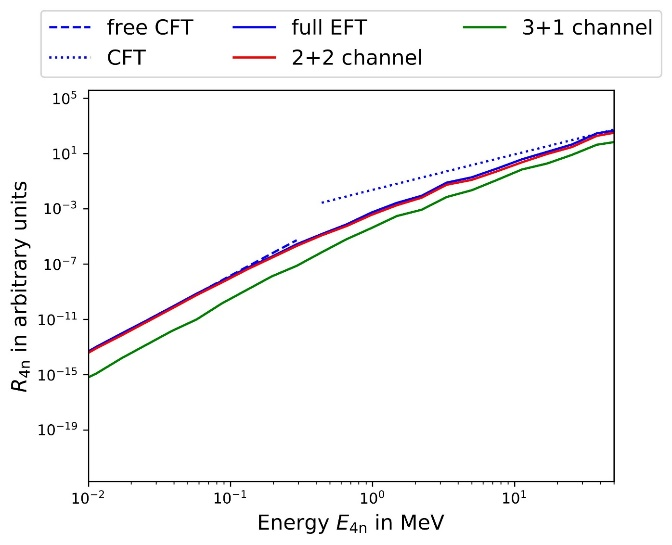 free CFT full EFT 3+1 channel
CFT 2+2 channel
10^5
10^1
10^−3
10^−7
10^−11
10^−15
10^−19
R_4n in arbitrary units
10^−2 10^−1 10^0 10^1
Energy E_4n in MeV